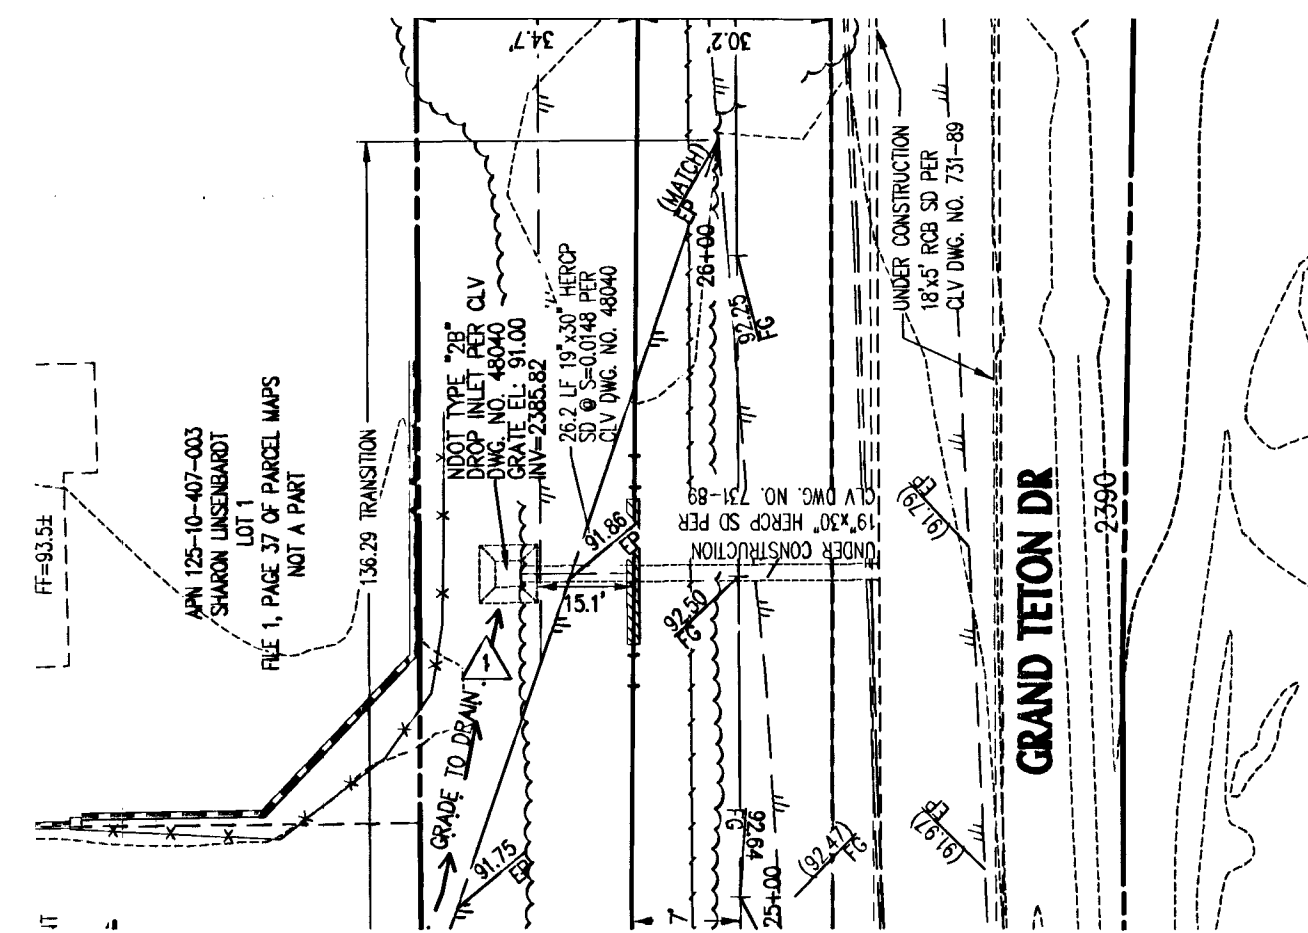 34.7'
30.2'
UNDER CONSTRUCTION
18'x5' RCB SD PER
CLV DWG. NO. 731-89
(MATCH)
EP
26+00
92.25
FG
NDOT TYPE "2B"
DROP INLET PER CLV
DWG. NO. 48040
GRATE EL: 91.00
INV=2385.82
26.2 LF 19"x30" HERCP
SD @ S=0.0148 PER
CLV DWG. NO. 48040
APN 125-10-407-003
SHARON LINSENBARDT
LOT 1
FILE 1, PAGE 37 OF PARCEL MAPS
NOT A PART
136.29 TRANSITION
FF=93.5±
91.86
EP
UNDER CONSTRUCTION
19"x30" HERCP SD PER
CLV DWG. NO. 731-89
(91.79)
EP
GRAND TETON DR
2390
15.1'
92.50
FG
1
GRADE TO DRAIN
91.75
EP
FG
92.64
(92.47)
FG
(91.97)
EP
25+00
7'